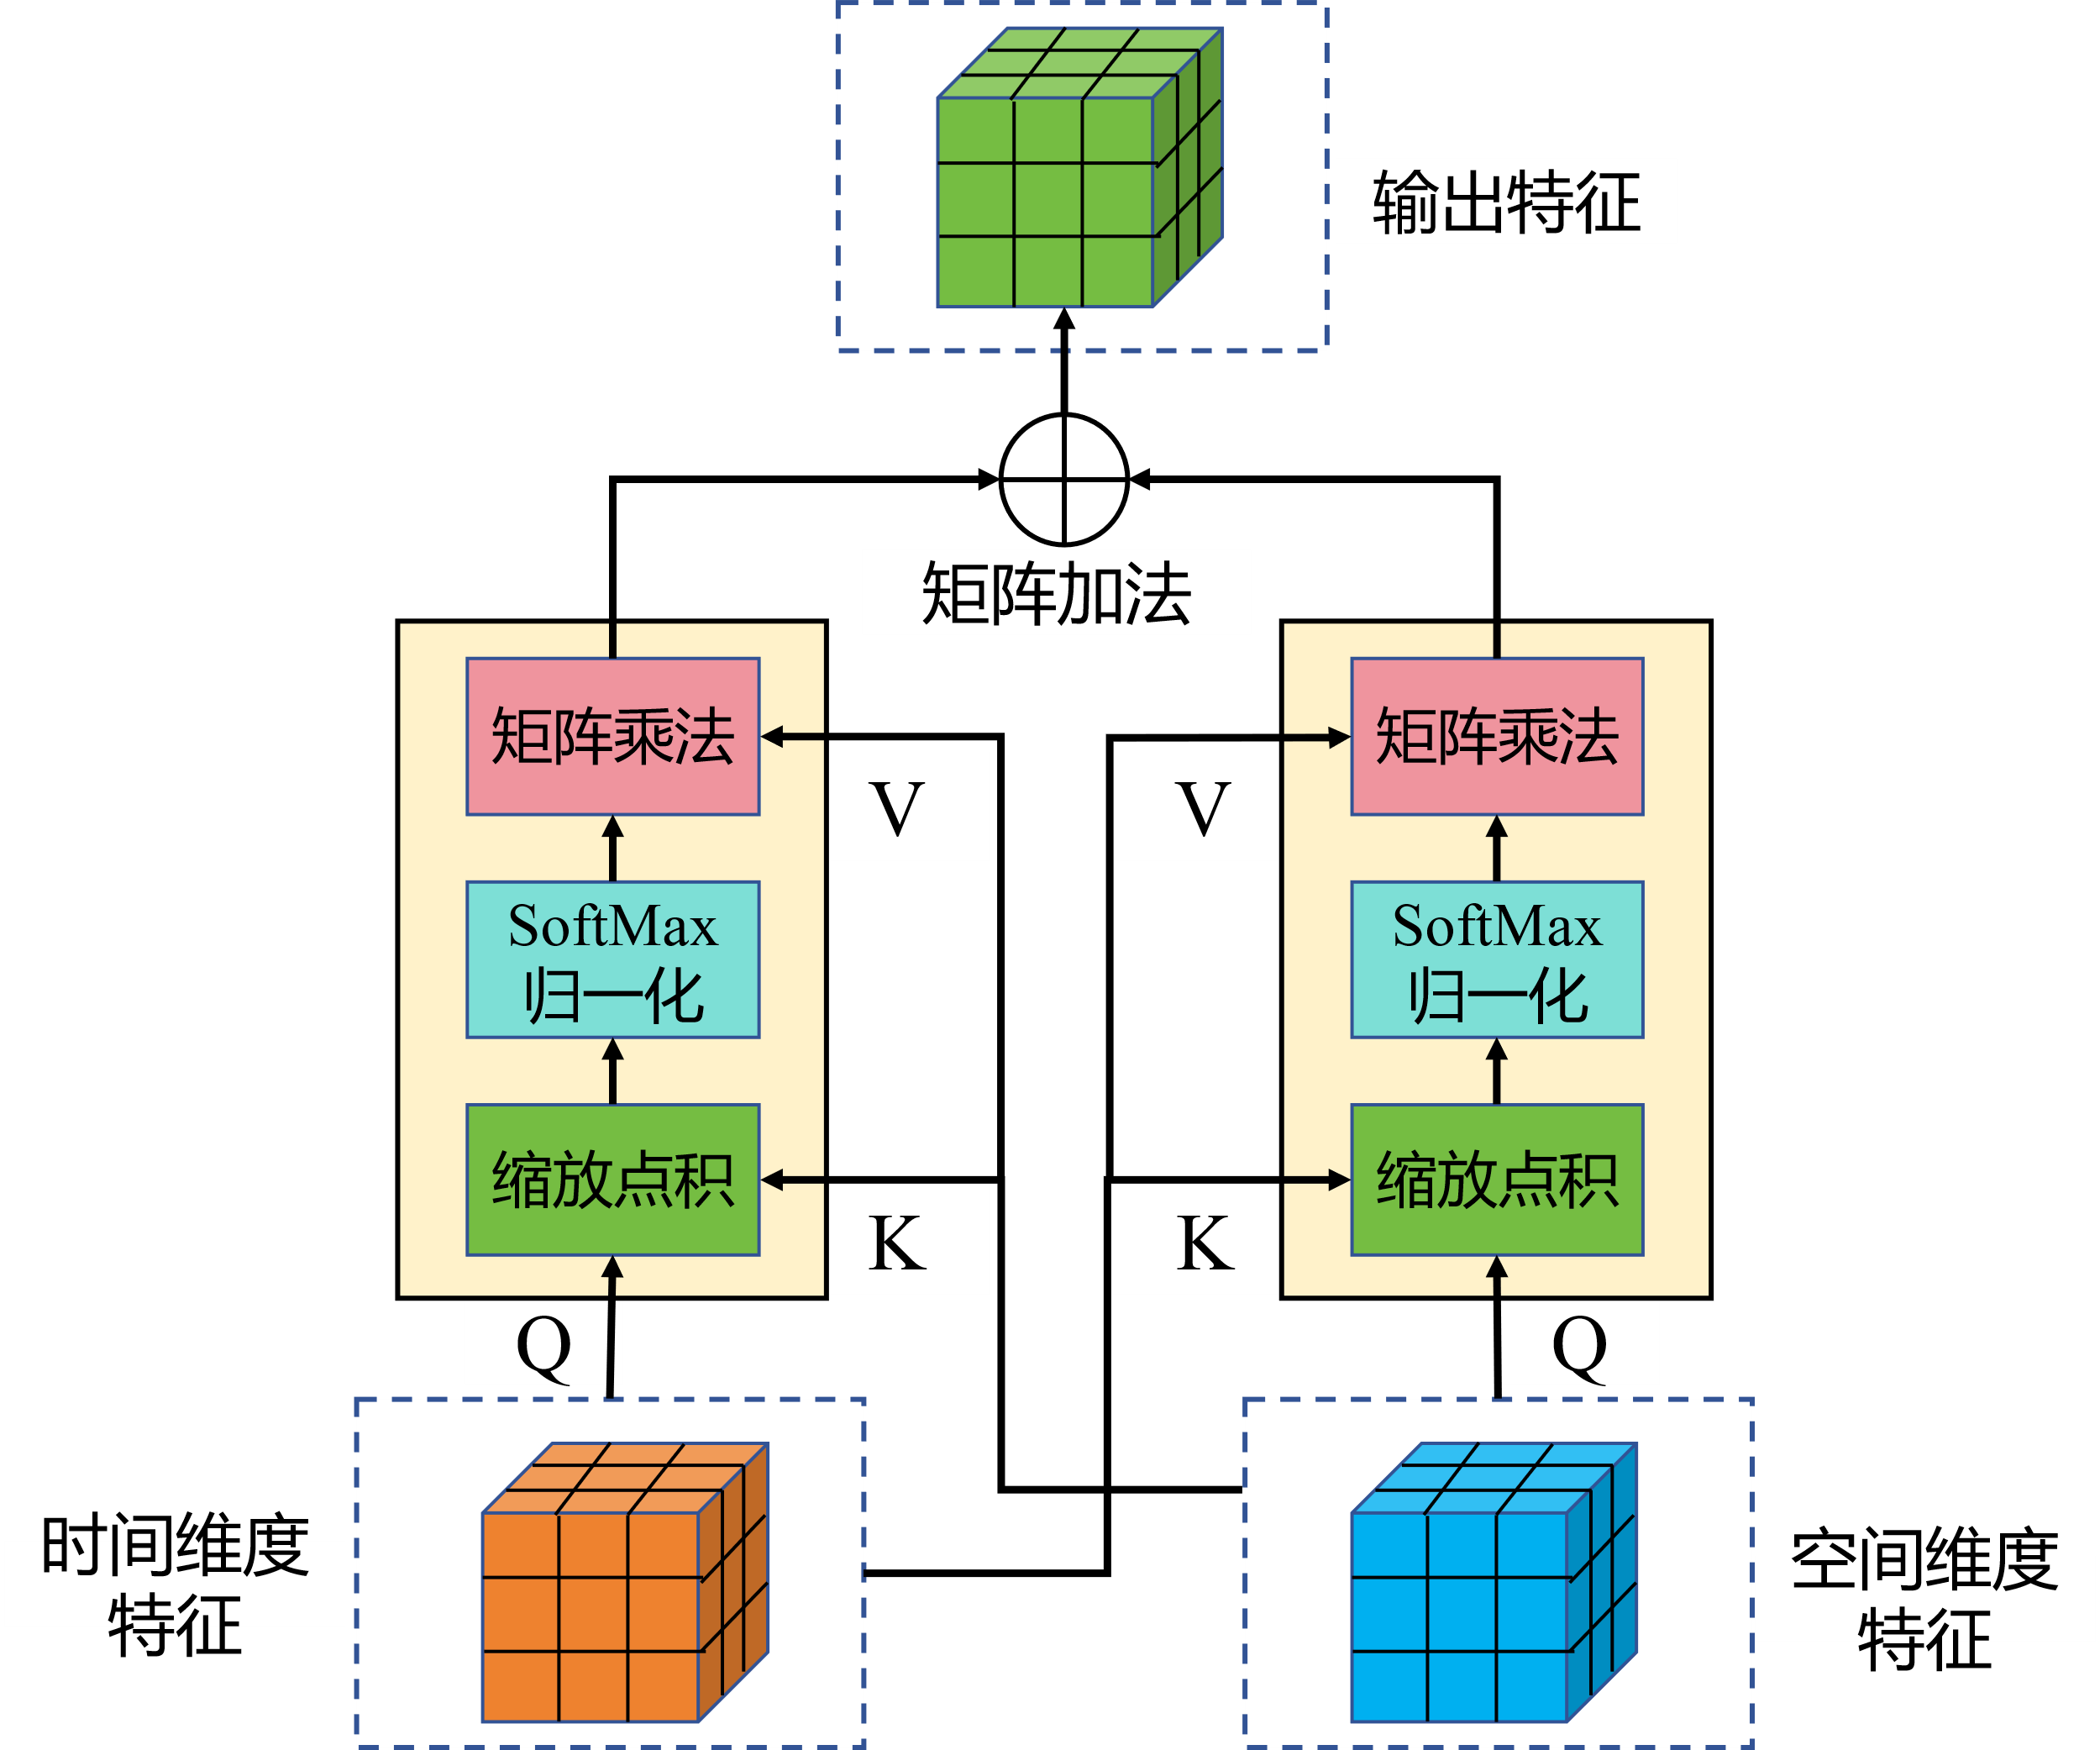 输出特征
矩阵加法
矩阵乘法
矩阵乘法
V
V
SoftMax
归一化
SoftMax
归一化
缩放点积
缩放点积
K
K
Q
Q
时间维度
特征
空间维度
特征